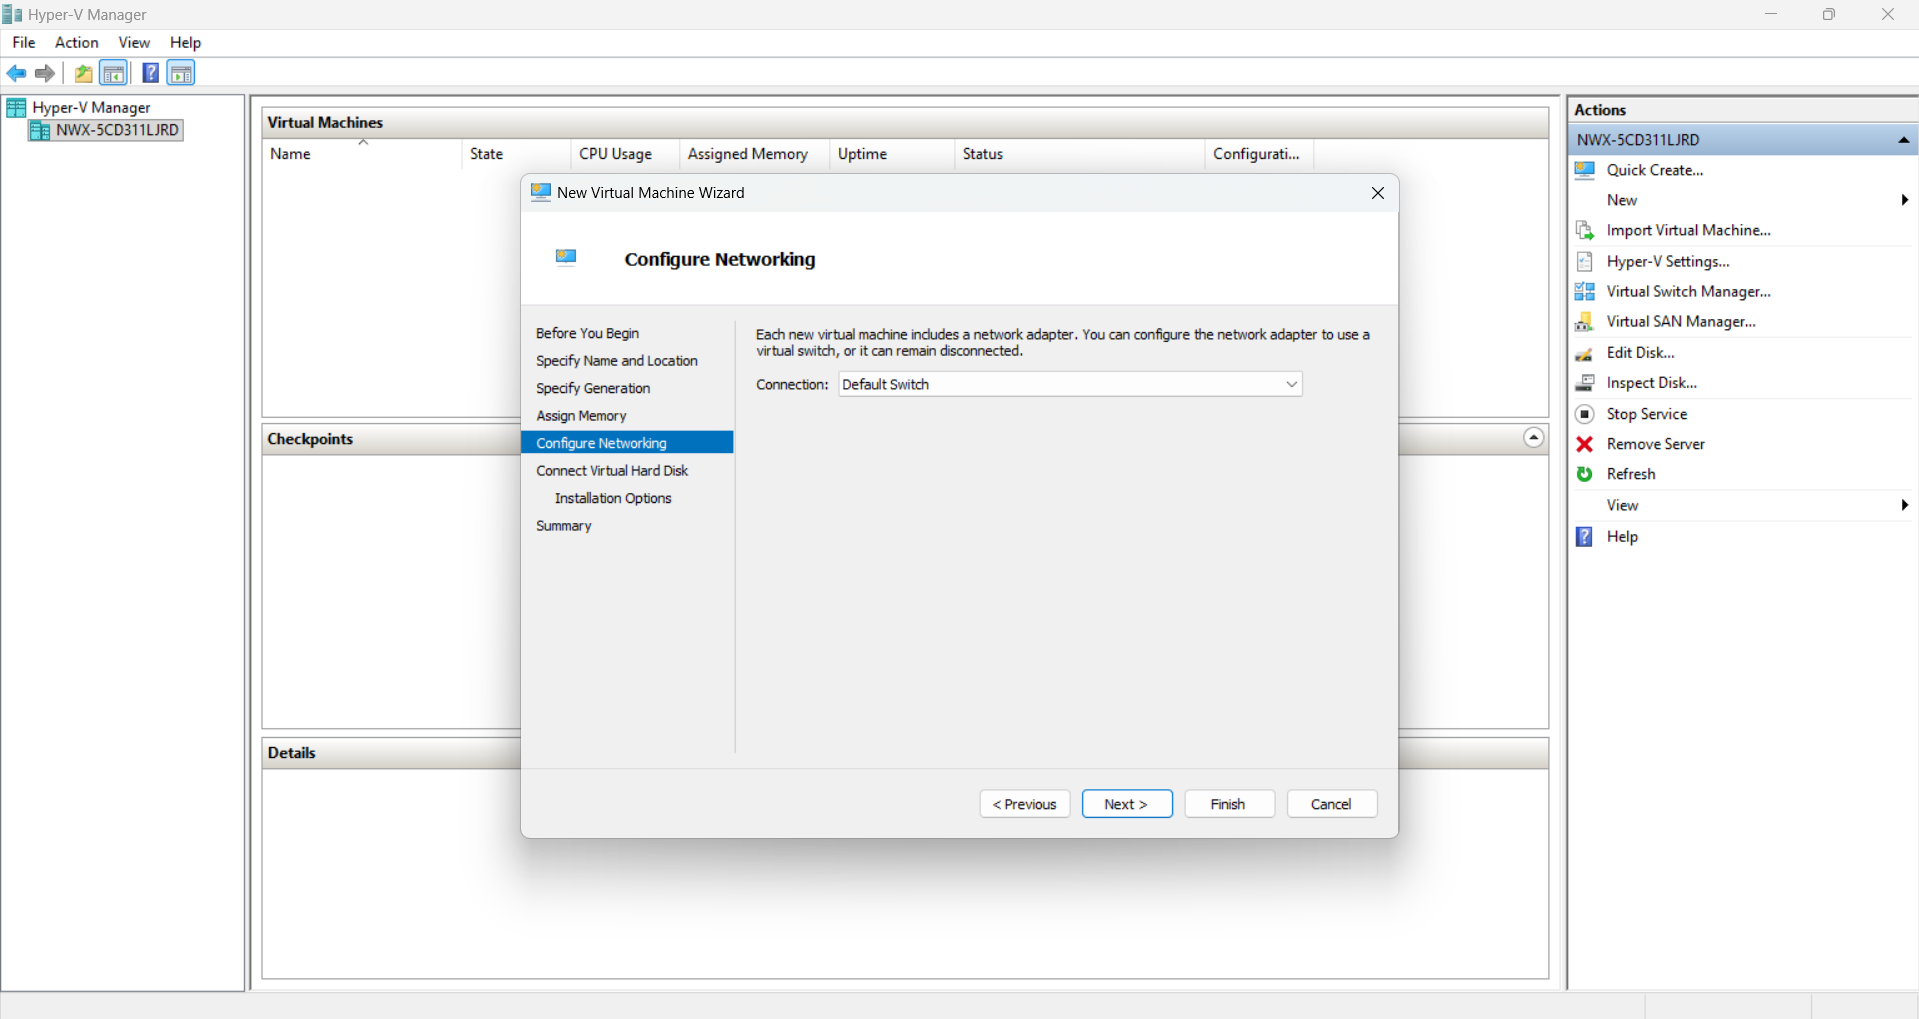 Hyper-V Manager
File Action View Help
Hyper-V Manager
NWX-5CD311LJRD
Virtual Machines
Name State CPU Usage Assigned Memory Uptime Status Configurati...
New Virtual Machine Wizard
Configure Networking
Before You Begin
Specify Name and Location
Specify Generation
Assign Memory
Configure Networking
Connect Virtual Hard Disk
Installation Options
Summary
Each new virtual machine includes a network adapter. You can configure the network adapter to use a
virtual switch, or it can remain disconnected.
Connection: Default Switch
< Previous Next > Finish Cancel
Checkpoints
Details
Actions
NWX-5CD311LJRD
Quick Create...
New
Import Virtual Machine...
Hyper-V Settings...
Virtual Switch Manager...
Virtual SAN Manager...
Edit Disk...
Inspect Disk...
Stop Service
Remove Server
Refresh
View
Help